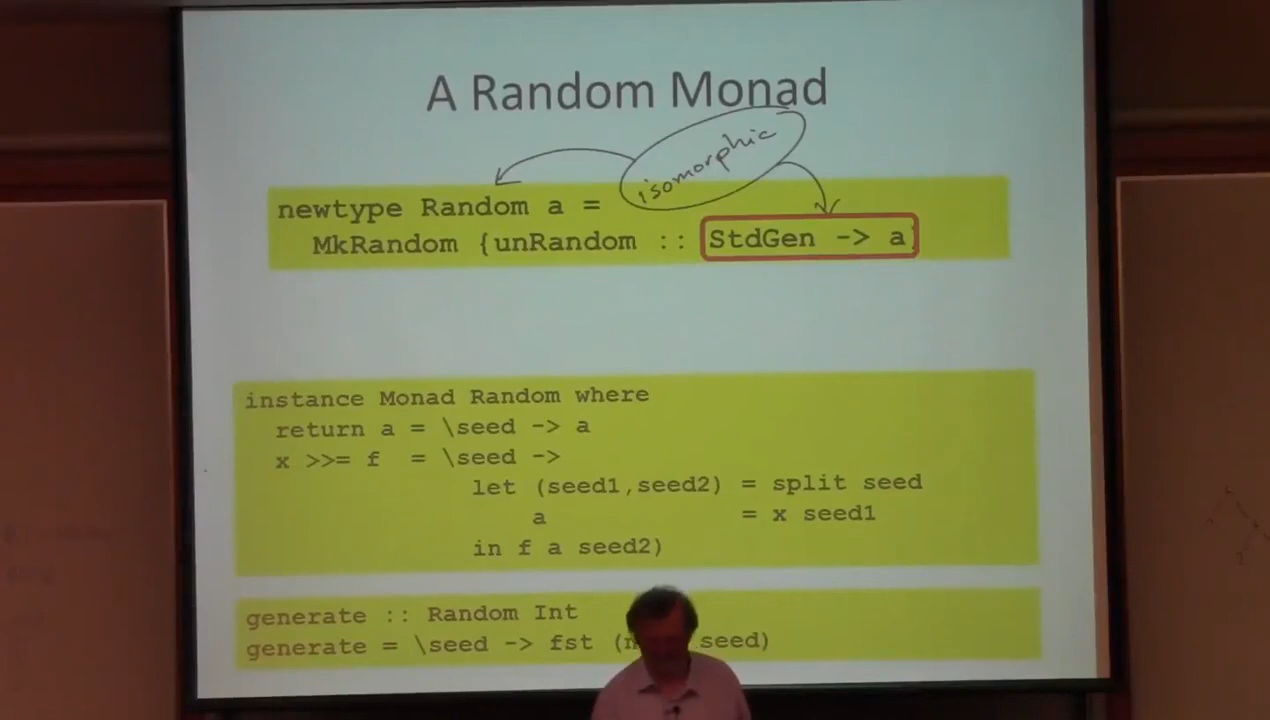 A Random Monad
isomorphic
newtype Random a =
MkRandom {unRandom :: StdGen -> a
instance Monad Random where
return a = \seed -> a
x >>= f = \seed ->
let (seed1,seed2) = split seed
a = x seed1
in f a seed2)
generate :: Random Int
generate = \seed -> fst ( seed)